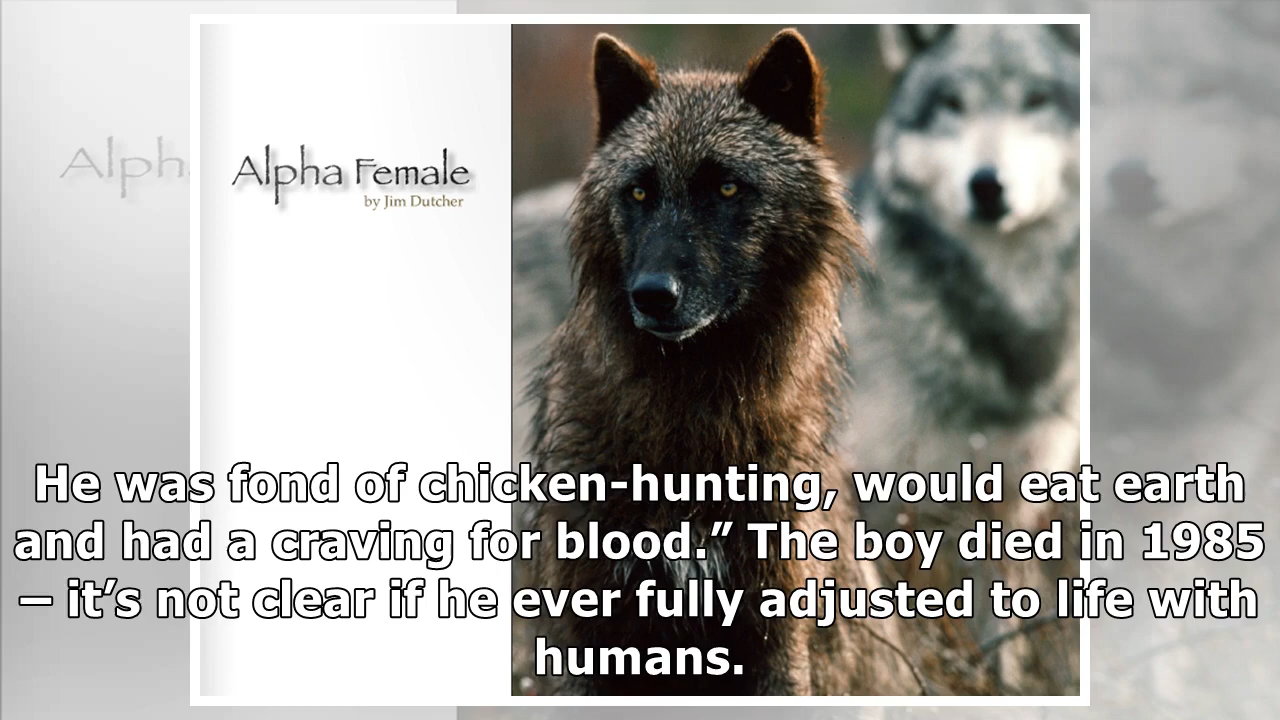 Alph
Alpha Female
by Jim Dutcher
He was fond of chicken-hunting, would eat earth
and had a craving for blood.” The boy died in 1985
– it’s not clear if he ever fully adjusted to life with
humans.